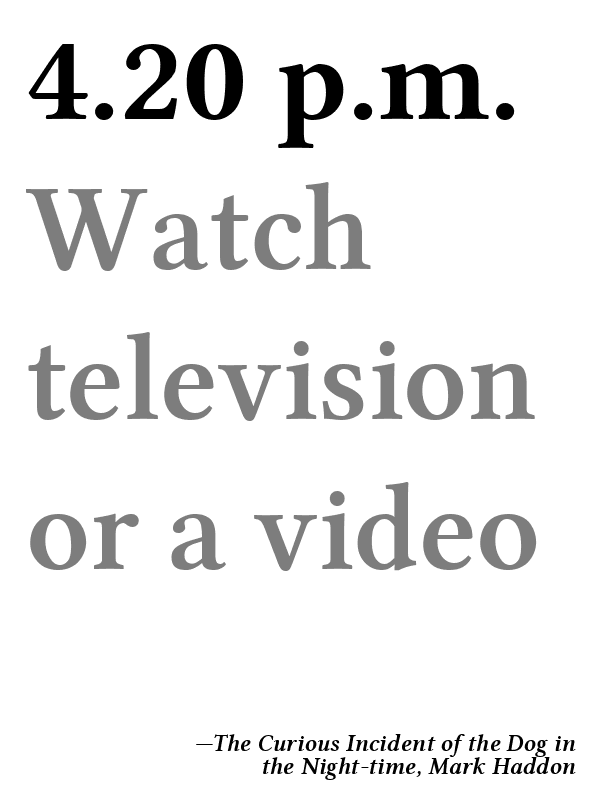 4.20 p.m.
Watch
television
or a video
—The Curious Incident of the Dog in
the Night-time, Mark Haddon